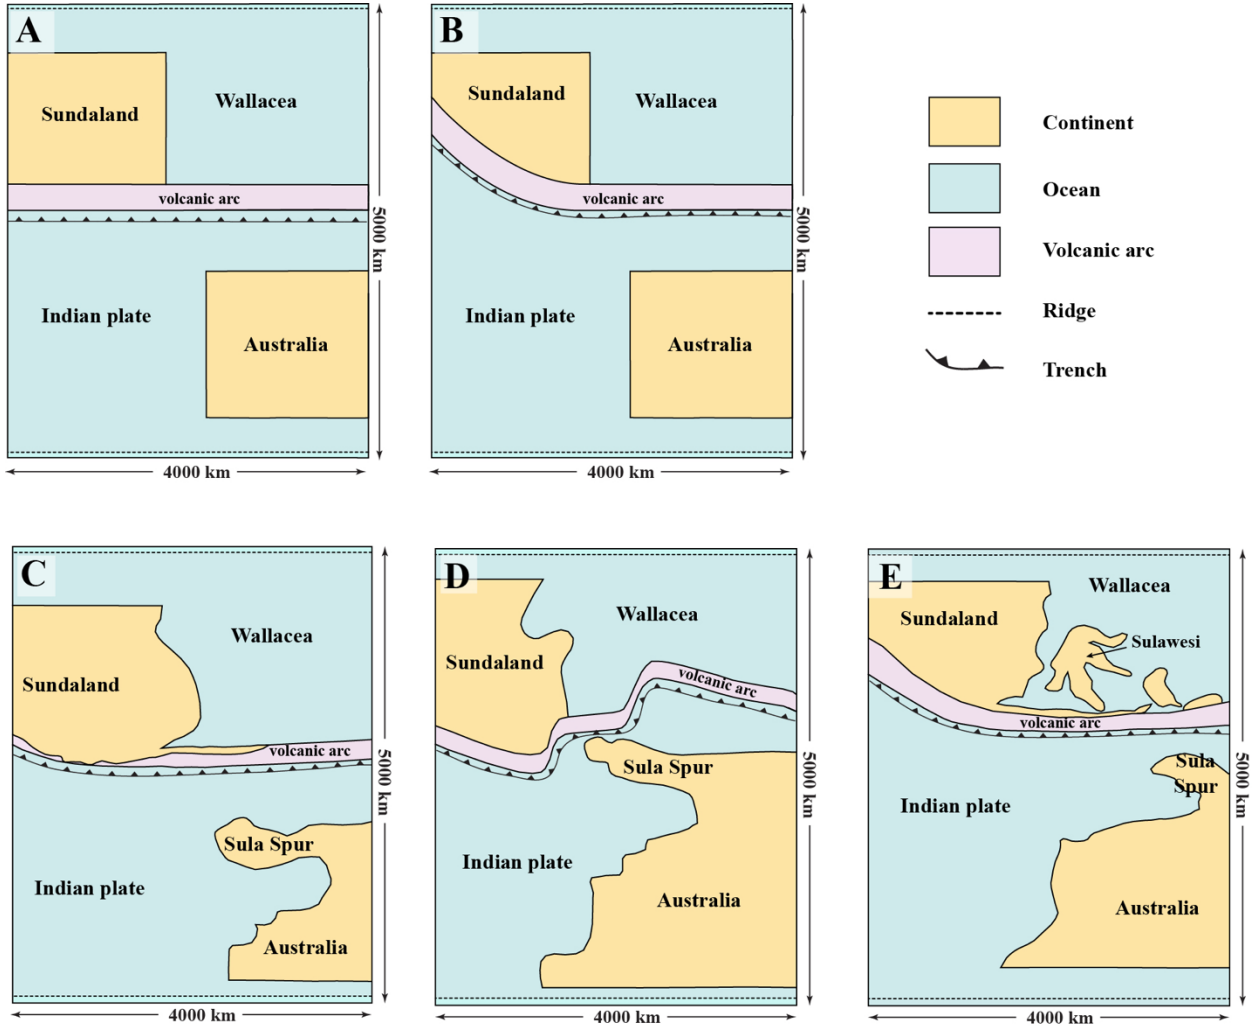 A
Sundaland
Wallacea
volcanic arc
Indian plate
Australia
5000 km
4000 km
B
Sundaland
Wallacea
volcanic arc
Indian plate
Australia
5000 km
4000 km
Continent
Ocean
Volcanic arc
Ridge
Trench
C
Wallacea
Sundaland
volcanic arc
Sula Spur
Indian plate
Australia
5000 km
4000 km
D
Wallacea
Sundaland
volcanic arc
Sula Spur
Indian plate
Australia
5000 km
4000 km
E
Wallacea
Sundaland
Sulawesi
volcanic arc
Sula
Spur
Indian plate
Australia
5000 km
4000 km